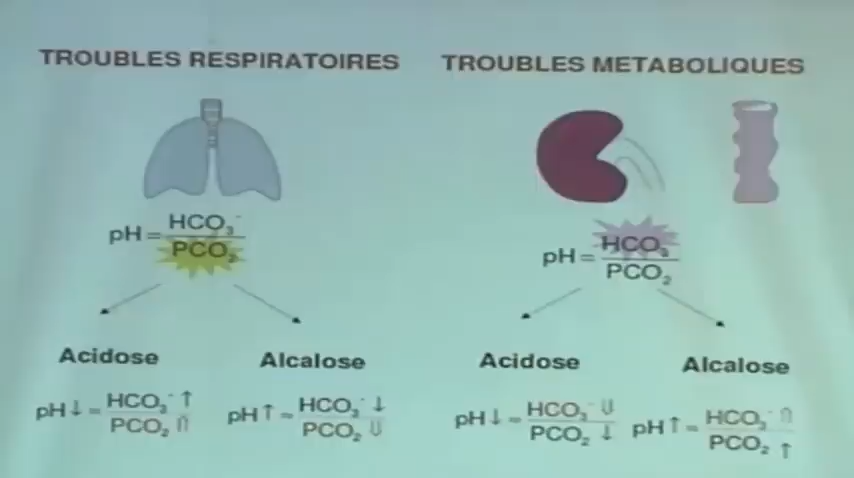 TROUBLES RESPIRATOIRES
pH = HCO₃⁻
PCO₂
Acidose
pH ↓ = HCO₃⁻ ↑
PCO₂ ⇑
Alcalose
pH ↑ = HCO₃⁻ ↓
PCO₂ ⇓
TROUBLES METABOLIQUES
pH = HCO₃⁻
PCO₂
Acidose
pH ↓ = HCO₃⁻ ⇓
PCO₂ ↓
Alcalose
pH ↑ = HCO₃⁻ ⇑
PCO₂ ↑